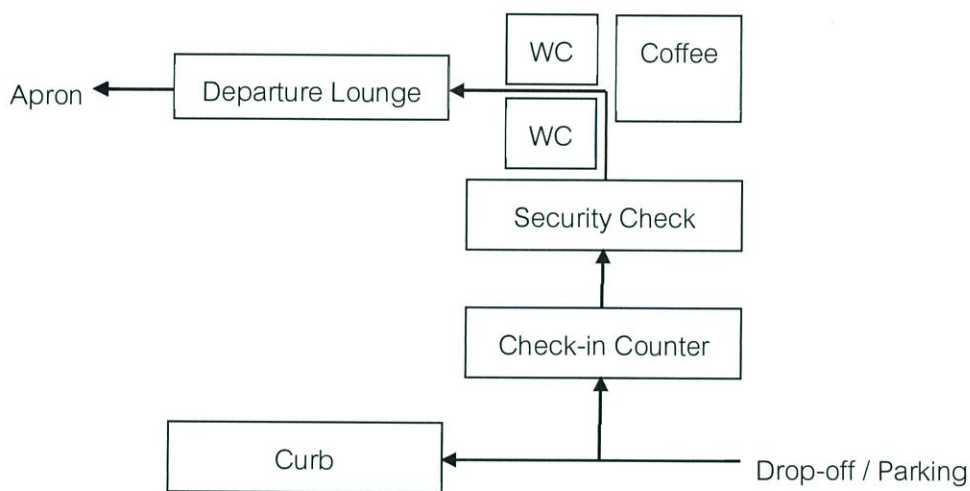 WC
Coffee
Apron
Departure Lounge
WC
Security Check
Check-in Counter
Curb
Drop-off / Parking